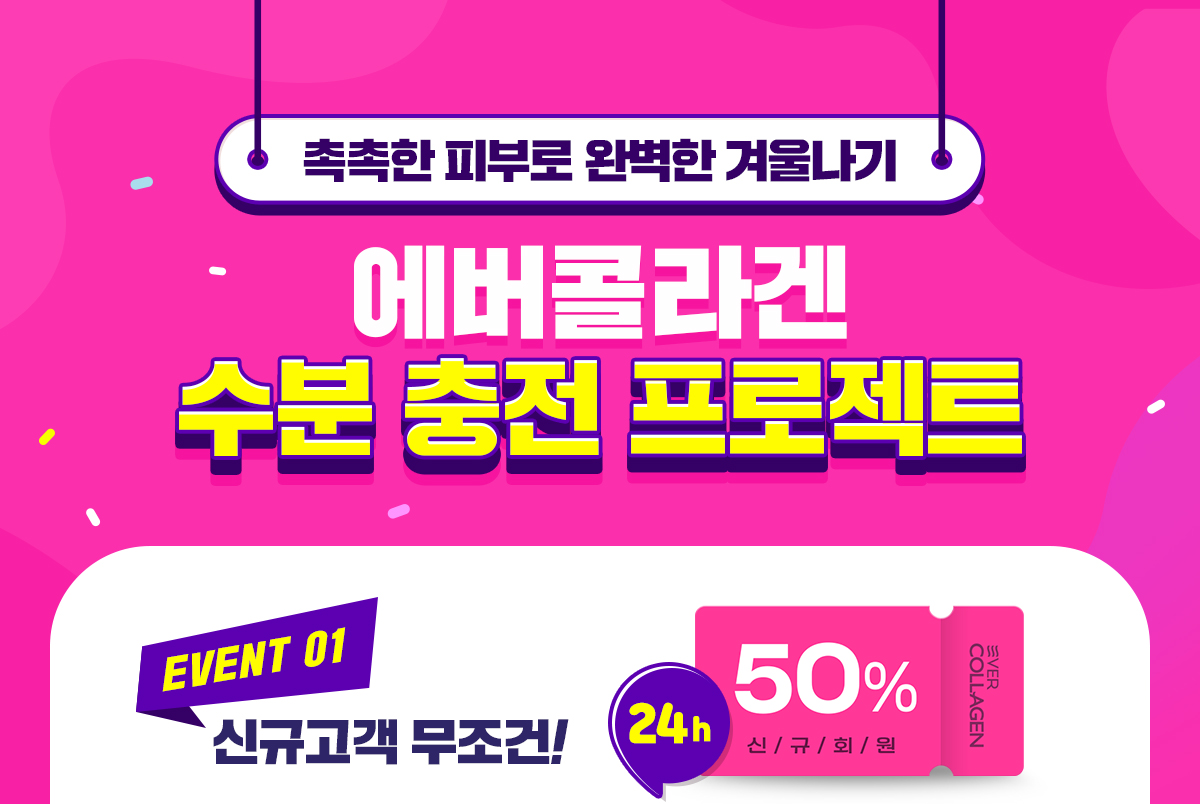 촉촉한 피부로 완벽한 겨울나기
에버콜라겐
수분 충전 프로젝트
EVENT 01
신규고객 무조건!
24h
50%
신/규/회/원
EVER
COLLAGEN